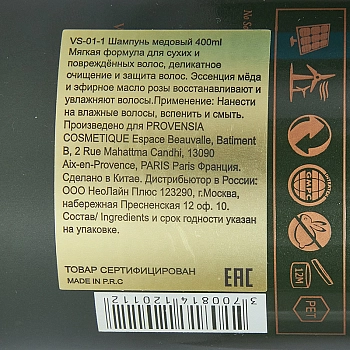 VS-01-1 Шампунь медовый 400ml
Мягкая формула для сухих и
повреждённых волос, деликатное
очищение и защита волос. Эссенция мёда
и эфирное масло розы восстанавливают и
увлажняют волосы.Применение: Нанести
на влажные волосы, вспенить и смыть.
Произведено для PROVENSIA
COSMETIQUE Espace Beauvalle, Batiment
B, 2 Rue Mahattma Candhi, 13090
Aix-en-Provence, PARIS Paris Франция.
Сделано в Китае. Дистрибьютер в России:
ООО НеоЛайн Плюс 123290, г.Москва,
набережная Пресненская 12 оф. 10.
Состав/ Ingredients и срок годности указан
на упаковке.
ТОВАР СЕРТИФИЦИРОВАН
MADE IN P.R.C
EAC
3700814120112
12M
PET